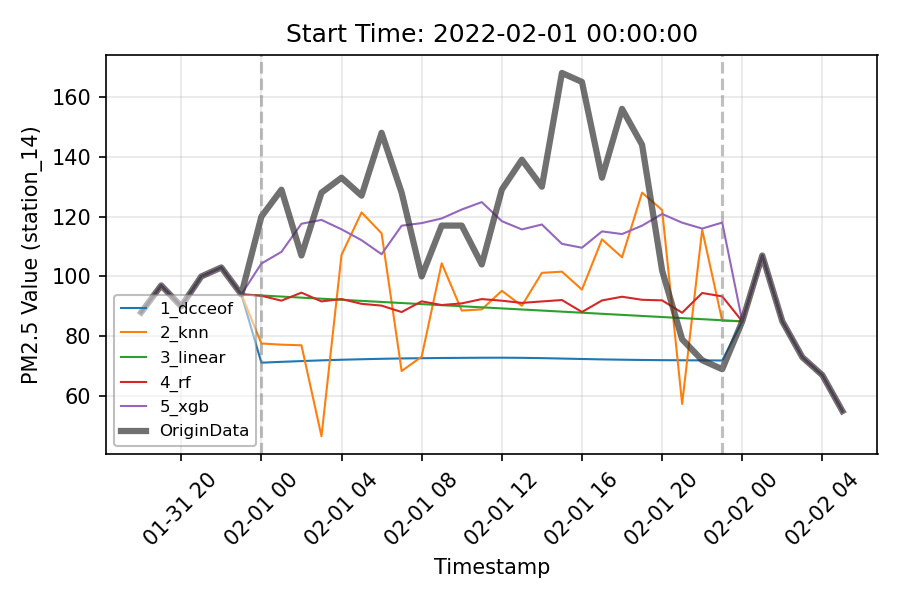 Start Time: 2022-02-01 00:00:00
PM2.5 Value (station_14)
160
140
120
100
80
60
1_dcceof
2_knn
3_linear
4_rf
5_xgb
OriginData
01-31 20
02-01 00
02-01 04
02-01 08
02-01 12
02-01 16
02-01 20
02-02 00
02-02 04
Timestamp